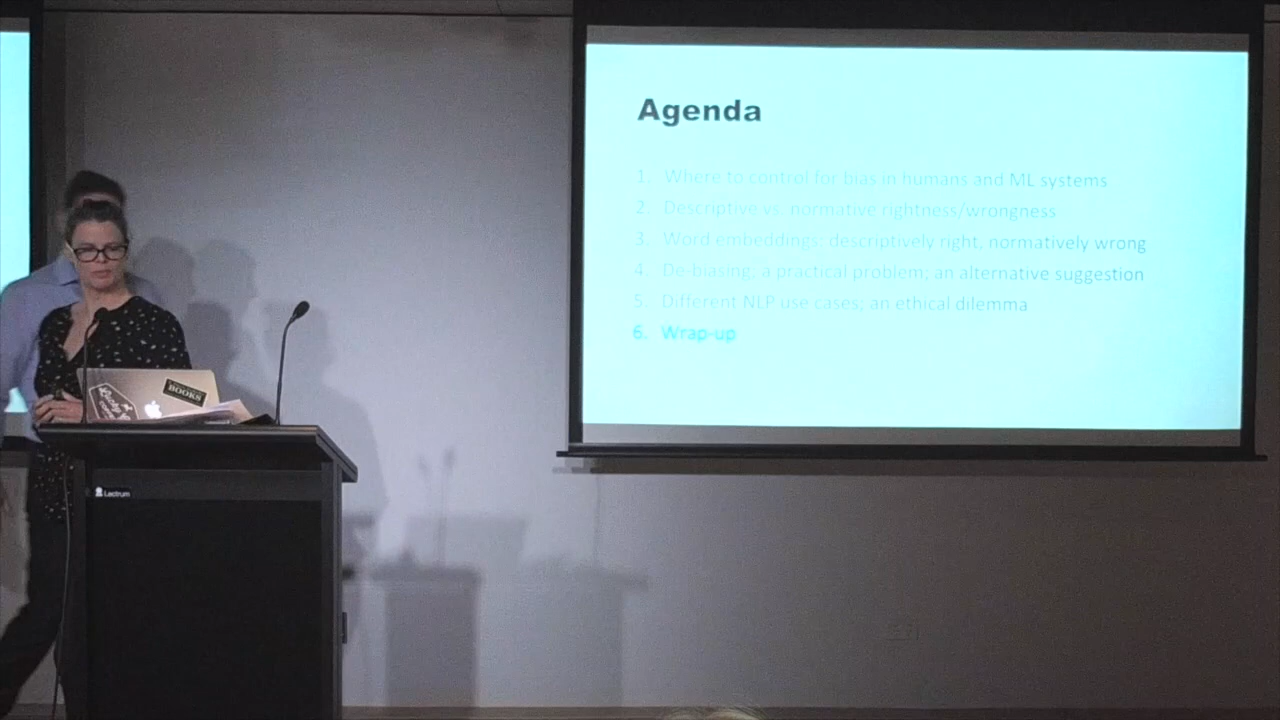 Agenda
1. Where to control for bias in humans and ML systems
2. Descriptive vs. normative rightness/wrongness
3. Word embeddings: descriptively right, normatively wrong
4. De-biasing, a practical problem; an alternative suggestion
5. Different NLP use cases; an ethical dilemma
6. Wrap-up
BOOKS
Lectrum